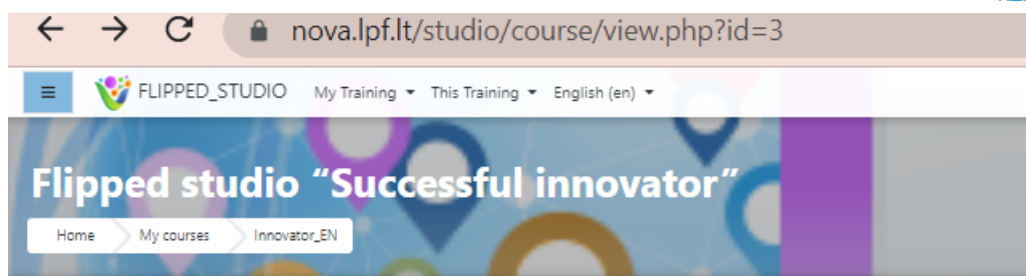 nova.lpf.lt/studio/course/view.php?id=3
FLIPPED_STUDIO My Training This Training English (en)
Flipped studio “Successful innovator”
Home My courses Innovator_EN